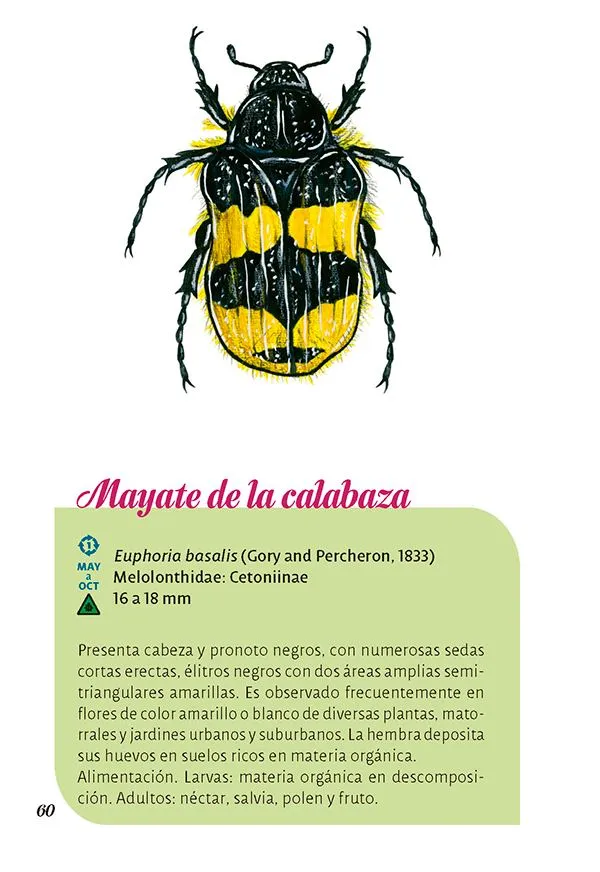 Mayate de la calabaza
1
MAY
a
OCT
Euphoria basalis (Gory and Percheron, 1833)
Melolonthidae: Cetoniinae
16 a 18 mm
Presenta cabeza y pronoto negros, con numerosas sedas
cortas erectas, élitros negros con dos áreas amplias semi-
triangulares amarillas. Es observado frecuentemente en
flores de color amarillo o blanco de diversas plantas, mato-
rrales y jardines urbanos y suburbanos. La hembra deposita
sus huevos en suelos ricos en materia orgánica.
Alimentación. Larvas: materia orgánica en descomposi-
ción. Adultos: néctar, salvia, polen y fruto.
60